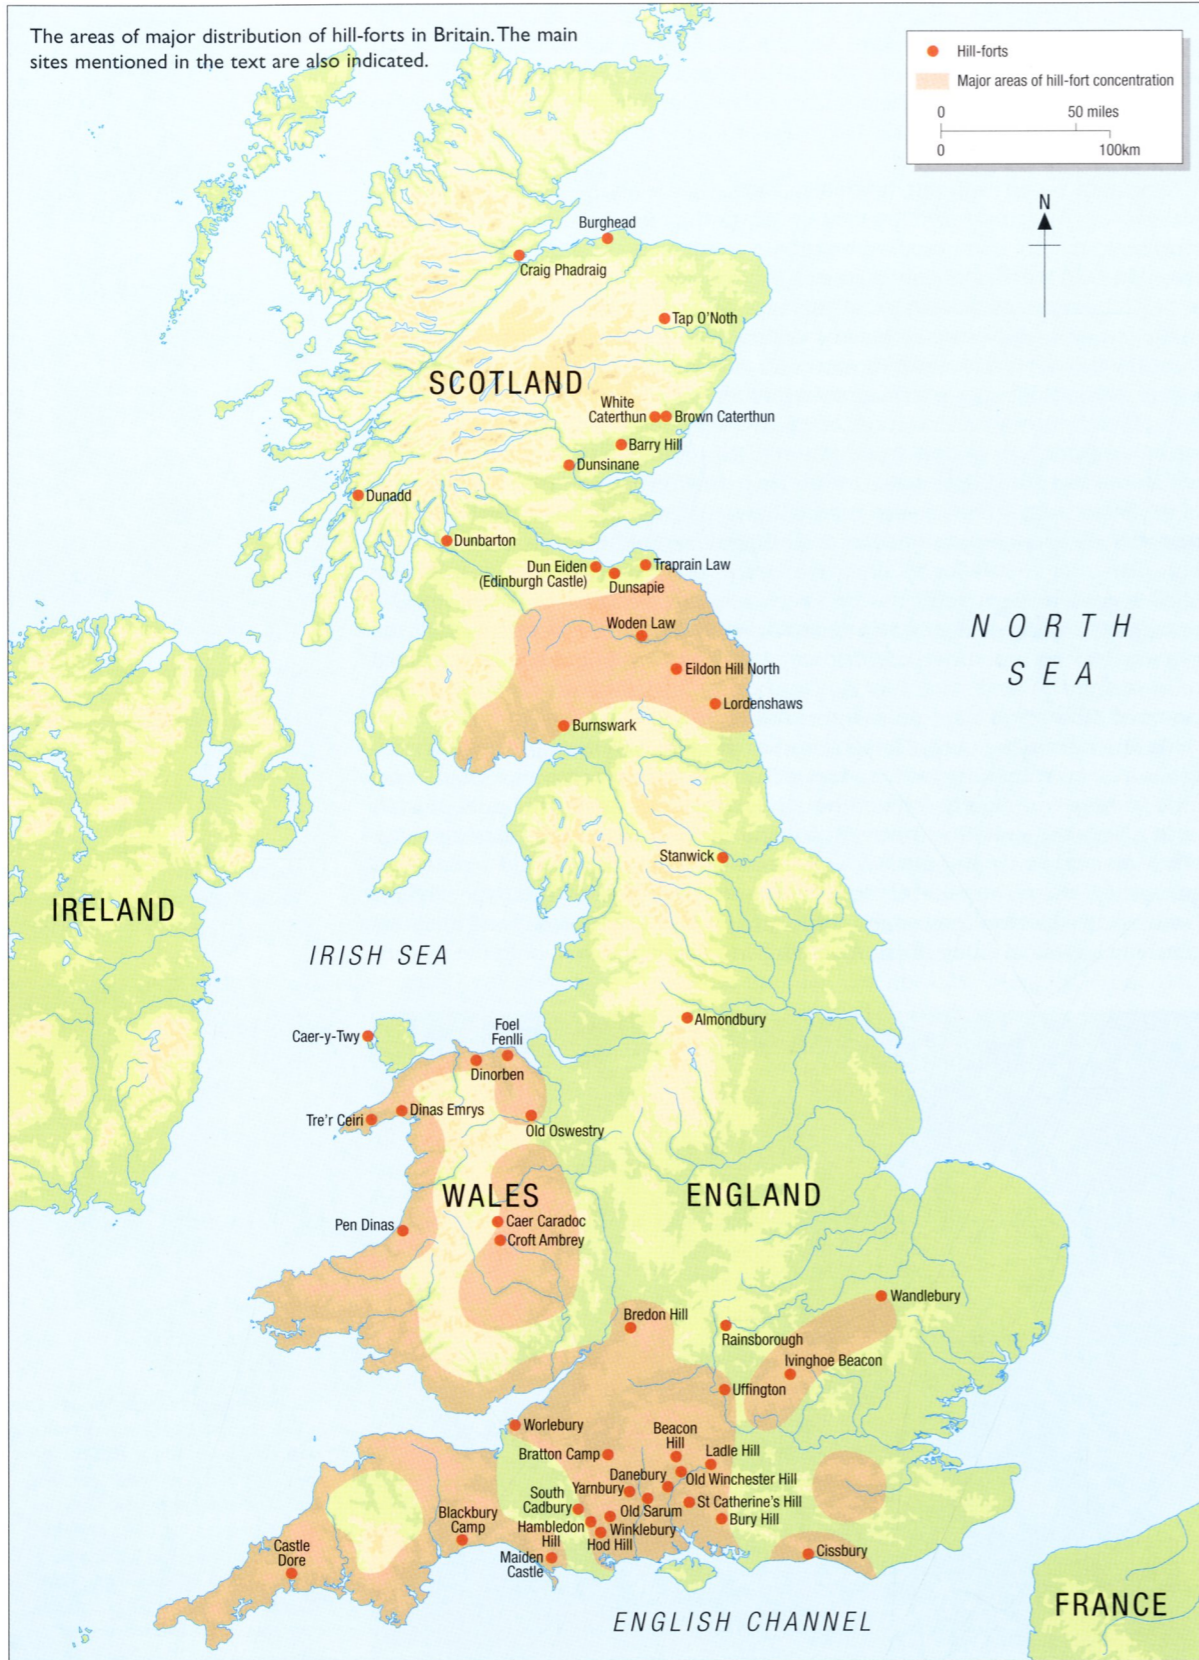 The areas of major distribution of hill-forts in Britain. The main
sites mentioned in the text are also indicated.
Hill-forts
Major areas of hill-fort concentration
0
50 miles
0
100km
N
Burghead
Craig Phadraig
Tap O'Noth
SCOTLAND
White
Caterthun
Brown Caterthun
Barry Hill
Dunsinane
Dunadd
Dunbarton
Dun Eiden
(Edinburgh Castle)
Traprain Law
Dunsapie
Woden Law
NORTH
SEA
Eildon Hill North
Lordenshaws
Burnswark
Stanwick
IRELAND
IRISH SEA
Almondbury
Caer-y-Twy
Foel
Fenlli
Dinorben
Dinas Emrys
Tre'r Ceiri
Old Oswestry
WALES
ENGLAND
Pen Dinas
Caer Caradoc
Croft Ambrey
Wandlebury
Bredon Hill
Rainsborough
Ivinghoe Beacon
Uffington
Worlebury
Beacon
Hill
Bratton Camp
Ladle Hill
Danebury
Old Winchester Hill
Yarnbury
South
Cadbury
Old Sarum
St Catherine's Hill
Blackbury
Camp
Hambledon
Hill
Winklebury
Bury Hill
Hod Hill
Castle
Dore
Maiden
Castle
Cissbury
FRANCE
ENGLISH CHANNEL